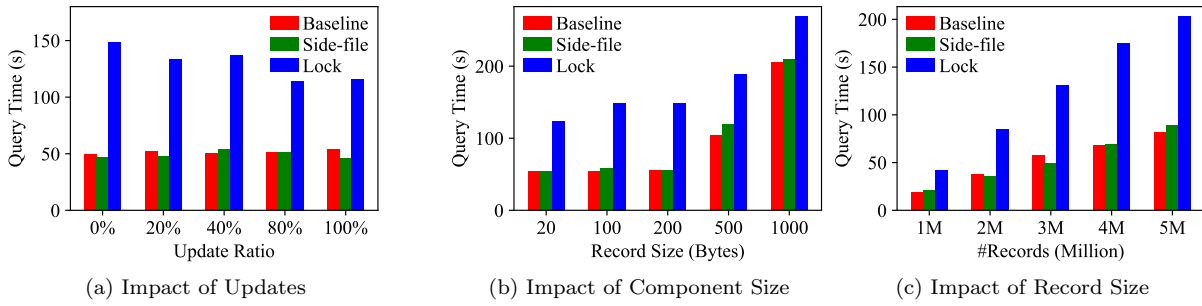 Query Time (s)
150
100
50
0
Baseline
Side-file
Lock
0% 20% 40% 80% 100%
Update Ratio
(a) Impact of Updates
Query Time (s)
200
100
0
Baseline
Side-file
Lock
20 100 200 500 1000
Record Size (Bytes)
(b) Impact of Component Size
Query Time (s)
200
150
100
50
0
Baseline
Side-file
Lock
1M 2M 3M 4M 5M
#Records (Million)
(c) Impact of Record Size